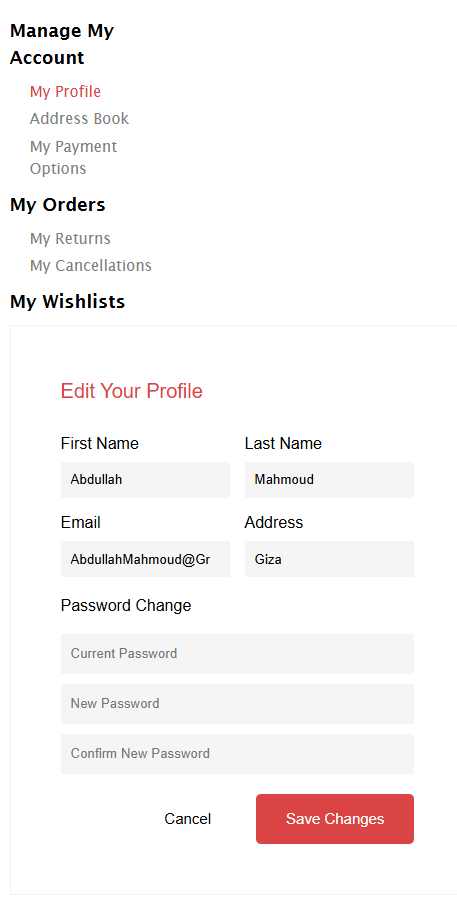 Manage My
Account
My Profile
Address Book
My Payment
Options
My Orders
My Returns
My Cancellations
My Wishlists
Edit Your Profile
First Name Last Name
Abdullah Mahmoud
Email Address
AbdullahMahmoud@Gr Giza
Password Change
Current Password
New Password
Confirm New Password
Cancel Save Changes